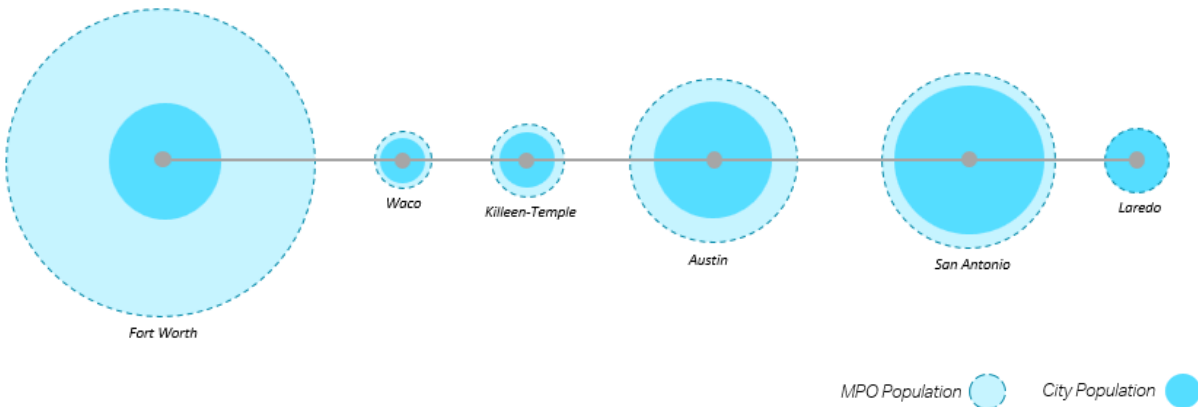 Fort Worth
Waco
Killeen-Temple
Austin
San Antonio
Laredo
MPO Population
City Population